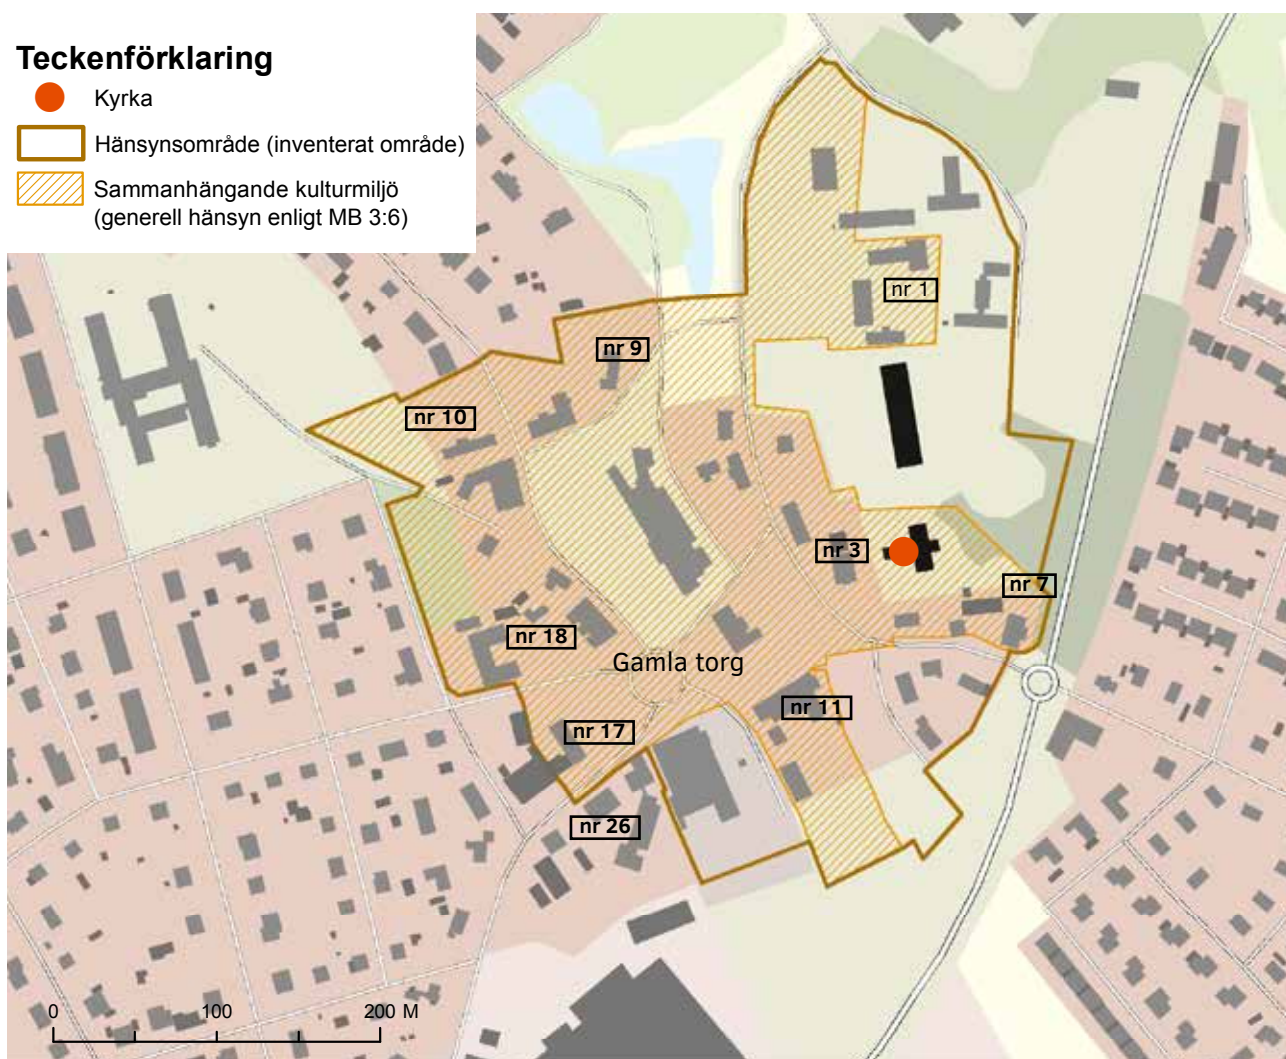 Teckenförklaring
Kyrka
Hänsynsområde (inventerat område)
Sammanhängande kulturmiljö
(generell hänsyn enligt MB 3:6)
nr 1
nr 9
nr 10
nr 3
nr 7
nr 18
Gamla torg
nr 11
nr 17
nr 26
0 100 200 M